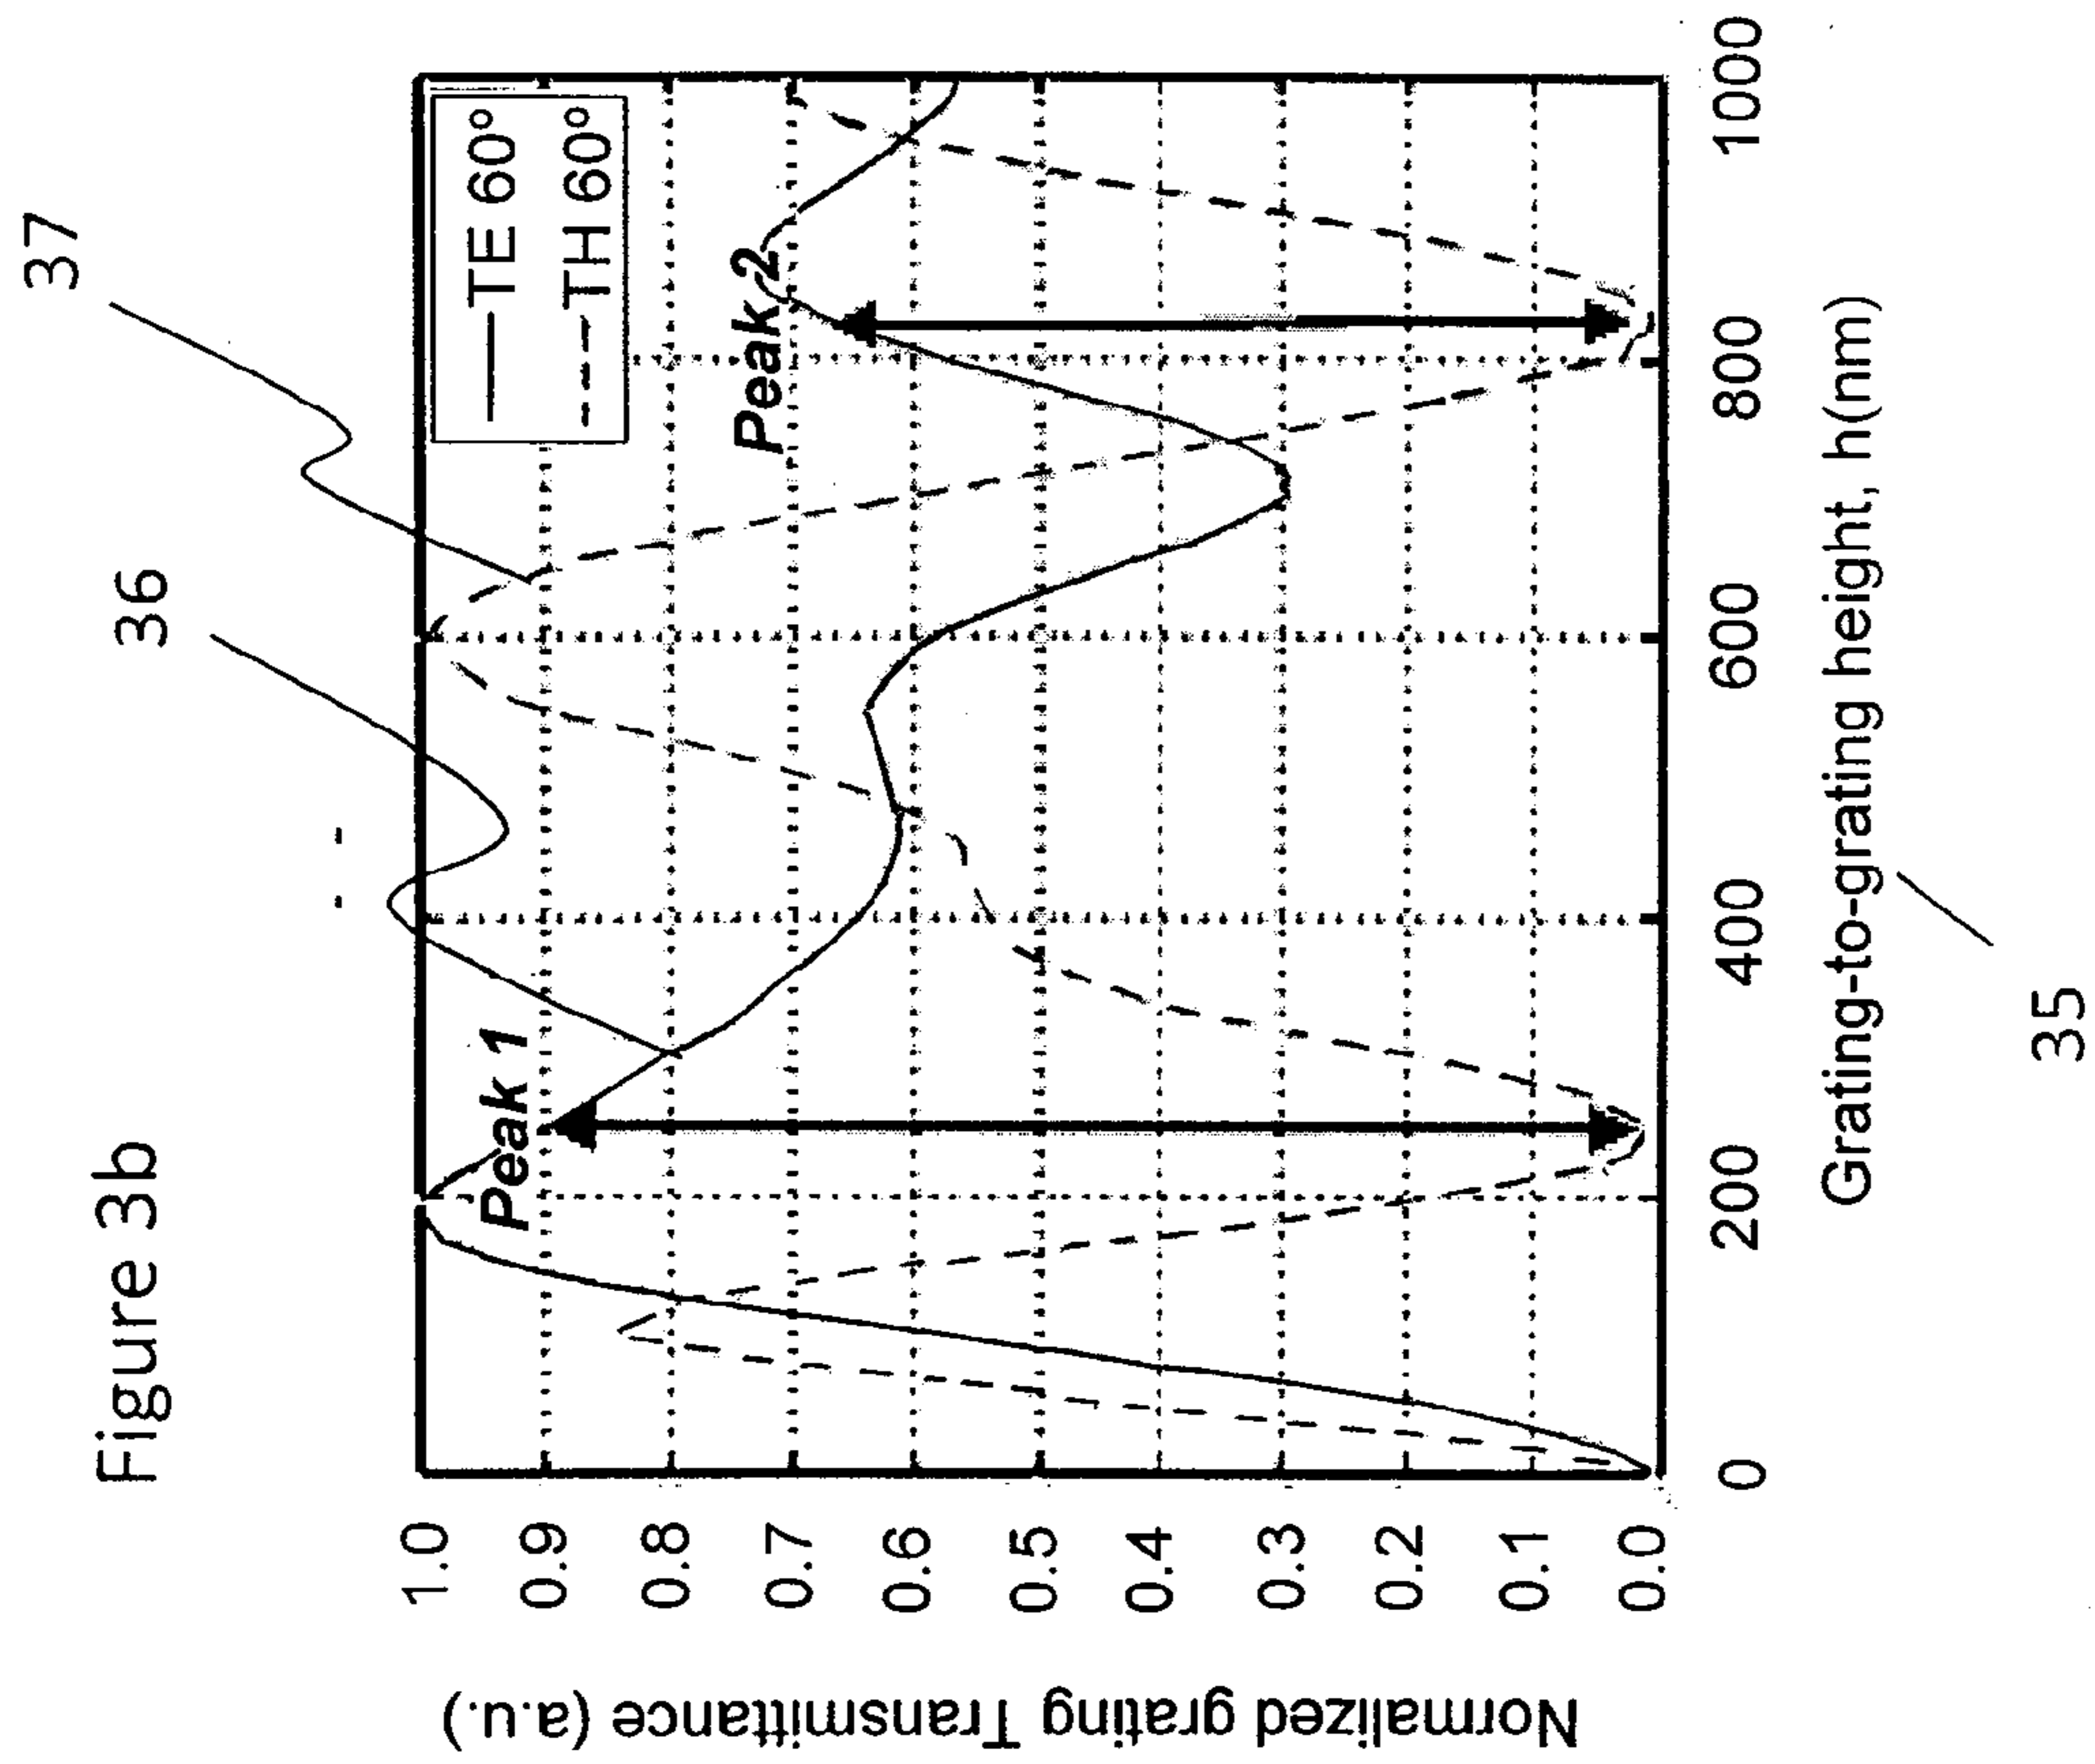 Figure 3b
36
37
TE 60°
TH 60°
Peak 1
Peak 2
1.0
0.9
0.8
0.7
0.6
0.5
0.4
0.3
0.2
0.1
0.0
0
200
400
600
800
1000
Normalized grating Transmittance (a.u.)
Grating-to-grating height, h(nm)
35